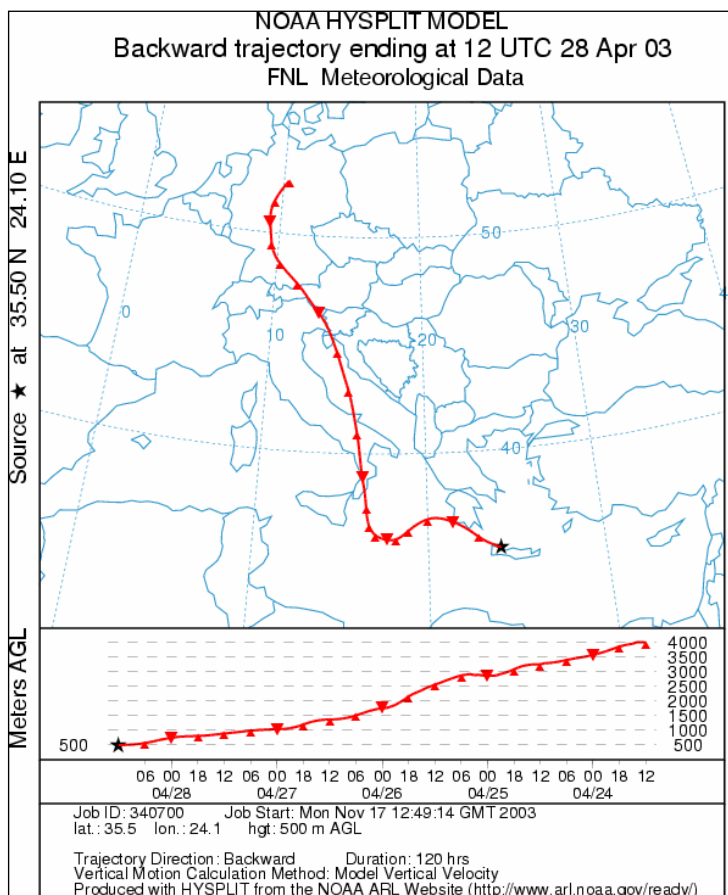 NOAA HYSPLIT MODEL
Backward trajectory ending at 12 UTC 28 Apr 03
FNL Meteorological Data
Source ★ at 35.50 N 24.10 E
50
0
10
20
30
40
Meters AGL
500
4000
3500
3000
2500
2000
1500
1000
500
06 00 18 12 06 00 18 12 06 00 18 12 06 00 18 12 06 00 18 12
04/28 04/27 04/26 04/25 04/24
Job ID: 340700 Job Start: Mon Nov 17 12:49:14 GMT 2003
lat.: 35.5 lon.: 24.1 hgt: 500 m AGL
Trajectory Direction: Backward Duration: 120 hrs
Vertical Motion Calculation Method: Model Vertical Velocity
Produced with HYSPLIT from the NOAA ARL Website (http://www.arl.noaa.gov/ready/)